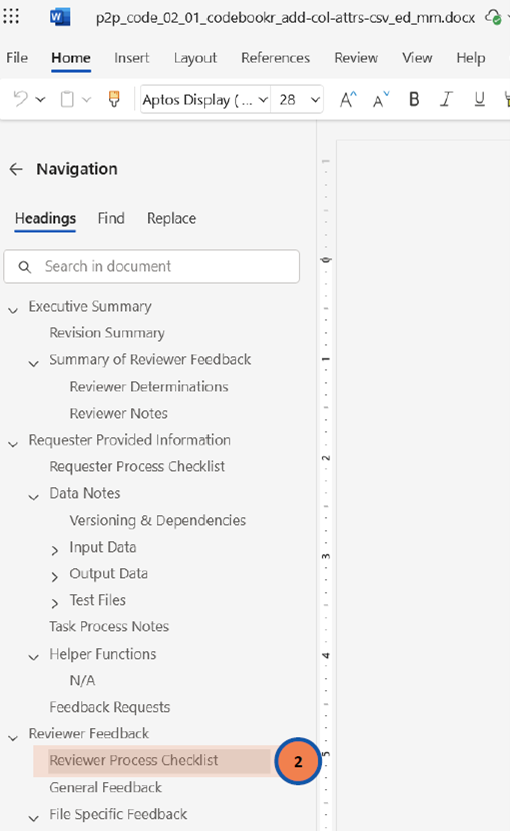 W p2p_code_02_01_codebookr_add-col-attrs-csv_ed_mm.docx
File Home Insert Layout References Review View Help
Aptos Display (... 28 A A B I U
Navigation
Headings Find Replace
Search in document
1
Executive Summary
0
Revision Summary
Summary of Reviewer Feedback
1
Reviewer Determinations
Reviewer Notes
Requester Provided Information
2
Requester Process Checklist
Data Notes
Versioning & Dependencies
Input Data
3
Output Data
Test Files
Task Process Notes
Helper Functions
4
N/A
Feedback Requests
Reviewer Feedback
Reviewer Process Checklist 2 5
General Feedback
File Specific Feedback